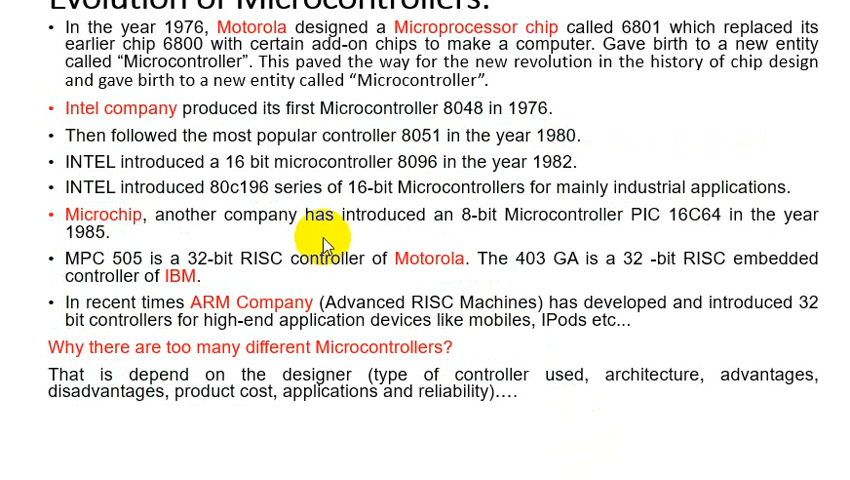 Evolution of Microcontrollers:
• In the year 1976, Motorola designed a Microprocessor chip called 6801 which replaced its
earlier chip 6800 with certain add-on chips to make a computer. Gave birth to a new entity
called “Microcontroller”. This paved the way for the new revolution in the history of chip design
and gave birth to a new entity called “Microcontroller”.
• Intel company produced its first Microcontroller 8048 in 1976.
• Then followed the most popular controller 8051 in the year 1980.
• INTEL introduced a 16 bit microcontroller 8096 in the year 1982.
• INTEL introduced 80c196 series of 16-bit Microcontrollers for mainly industrial applications.
• Microchip, another company has introduced an 8-bit Microcontroller PIC 16C64 in the year
1985.
• MPC 505 is a 32-bit RISC controller of Motorola. The 403 GA is a 32 -bit RISC embedded
controller of IBM.
• In recent times ARM Company (Advanced RISC Machines) has developed and introduced 32
bit controllers for high-end application devices like mobiles, IPods etc...
Why there are too many different Microcontrollers?
That is depend on the designer (type of controller used, architecture, advantages,
disadvantages, product cost, applications and reliability)….